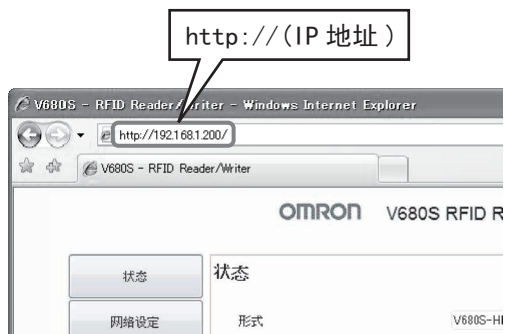 http://(IP 地址)
V680S - RFID Reader/Writer - Windows Internet Explorer
http://192.168.1.200/
V680S - RFID Reader/Writer
OMRON V680S RFID R
状态 状态
网络设定 形式 V680S-H